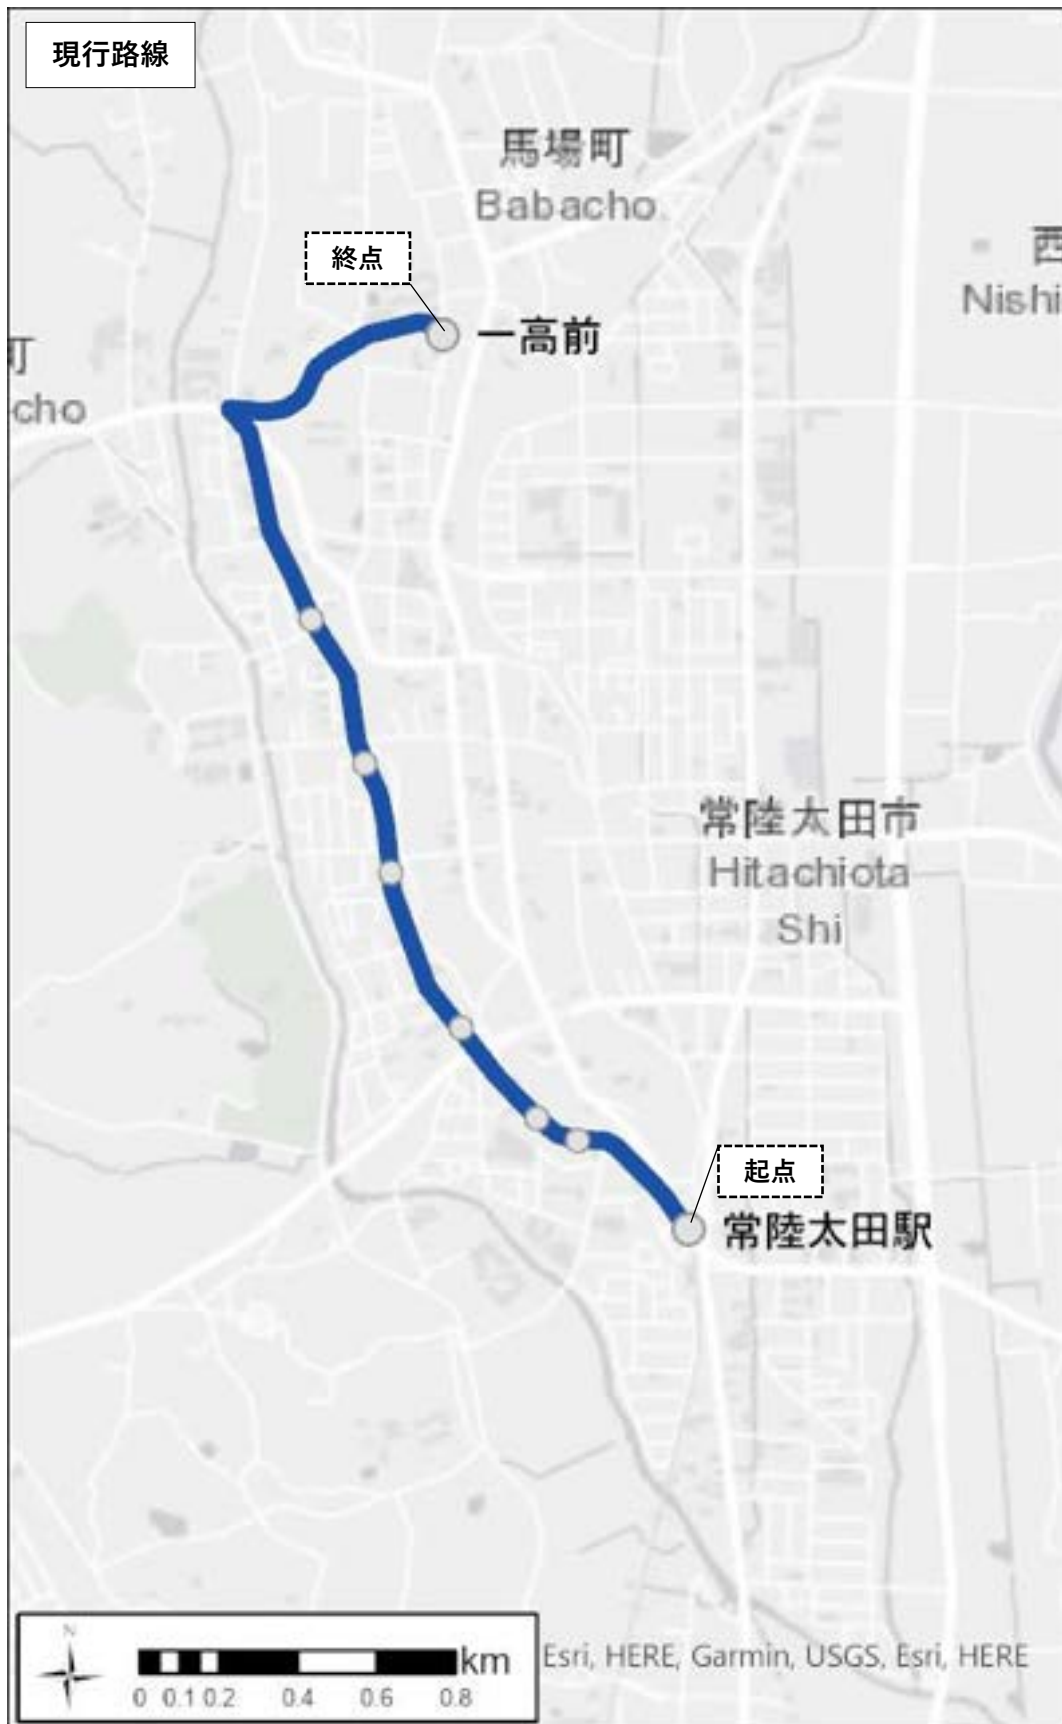 現行路線
馬場町
Babacho
西
Nishi
終点
一高前
町
cho
常陸太田市
Hitachiota
Shi
起点
常陸太田駅
N
km
0 0.1 0.2 0.4 0.6 0.8
Esri, HERE, Garmin, USGS, Esri, HERE